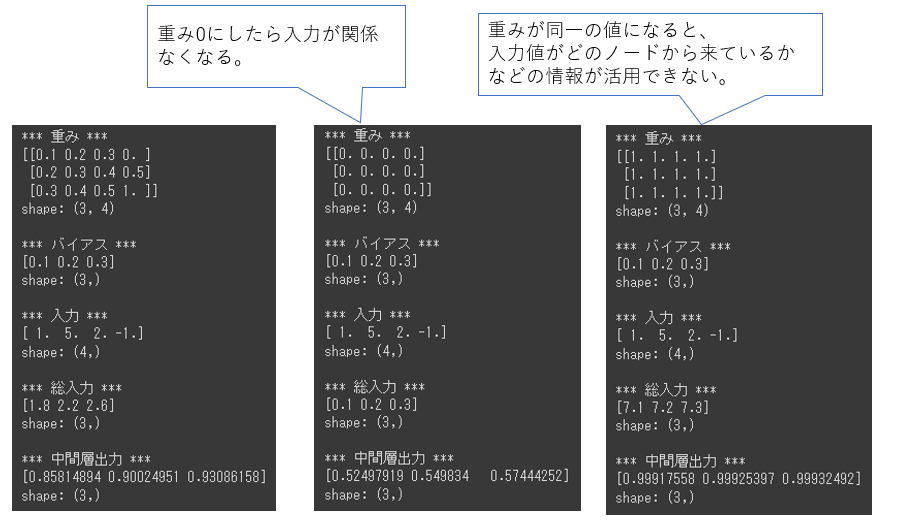 重み0にしたら入力が関係
なくなる。
重みが同一の値になると、
入力値がどのノードから来ているか
などの情報が活用できない。
*** 重み ***
[[0.1 0.2 0.3 0. ]
[0.2 0.3 0.4 0.5]
[0.3 0.4 0.5 1. ]]
shape: (3, 4)
*** バイアス ***
[0.1 0.2 0.3]
shape: (3,)
*** 入力 ***
[ 1. 5. 2. -1.]
shape: (4,)
*** 総入力 ***
[1.8 2.2 2.6]
shape: (3,)
*** 中間層出力 ***
[0.85814894 0.90024951 0.93086158]
shape: (3,)
*** 重み ***
[[0. 0. 0. 0.]
[0. 0. 0. 0.]
[0. 0. 0. 0.]]
shape: (3, 4)
*** バイアス ***
[0.1 0.2 0.3]
shape: (3,)
*** 入力 ***
[ 1. 5. 2. -1.]
shape: (4,)
*** 総入力 ***
[0.1 0.2 0.3]
shape: (3,)
*** 中間層出力 ***
[0.52497919 0.549834 0.57444252]
shape: (3,)
*** 重み ***
[[1. 1. 1. 1.]
[1. 1. 1. 1.]
[1. 1. 1. 1.]]
shape: (3, 4)
*** バイアス ***
[0.1 0.2 0.3]
shape: (3,)
*** 入力 ***
[ 1. 5. 2. -1.]
shape: (4,)
*** 総入力 ***
[7.1 7.2 7.3]
shape: (3,)
*** 中間層出力 ***
[0.99917558 0.99925397 0.99932492]
shape: (3,)